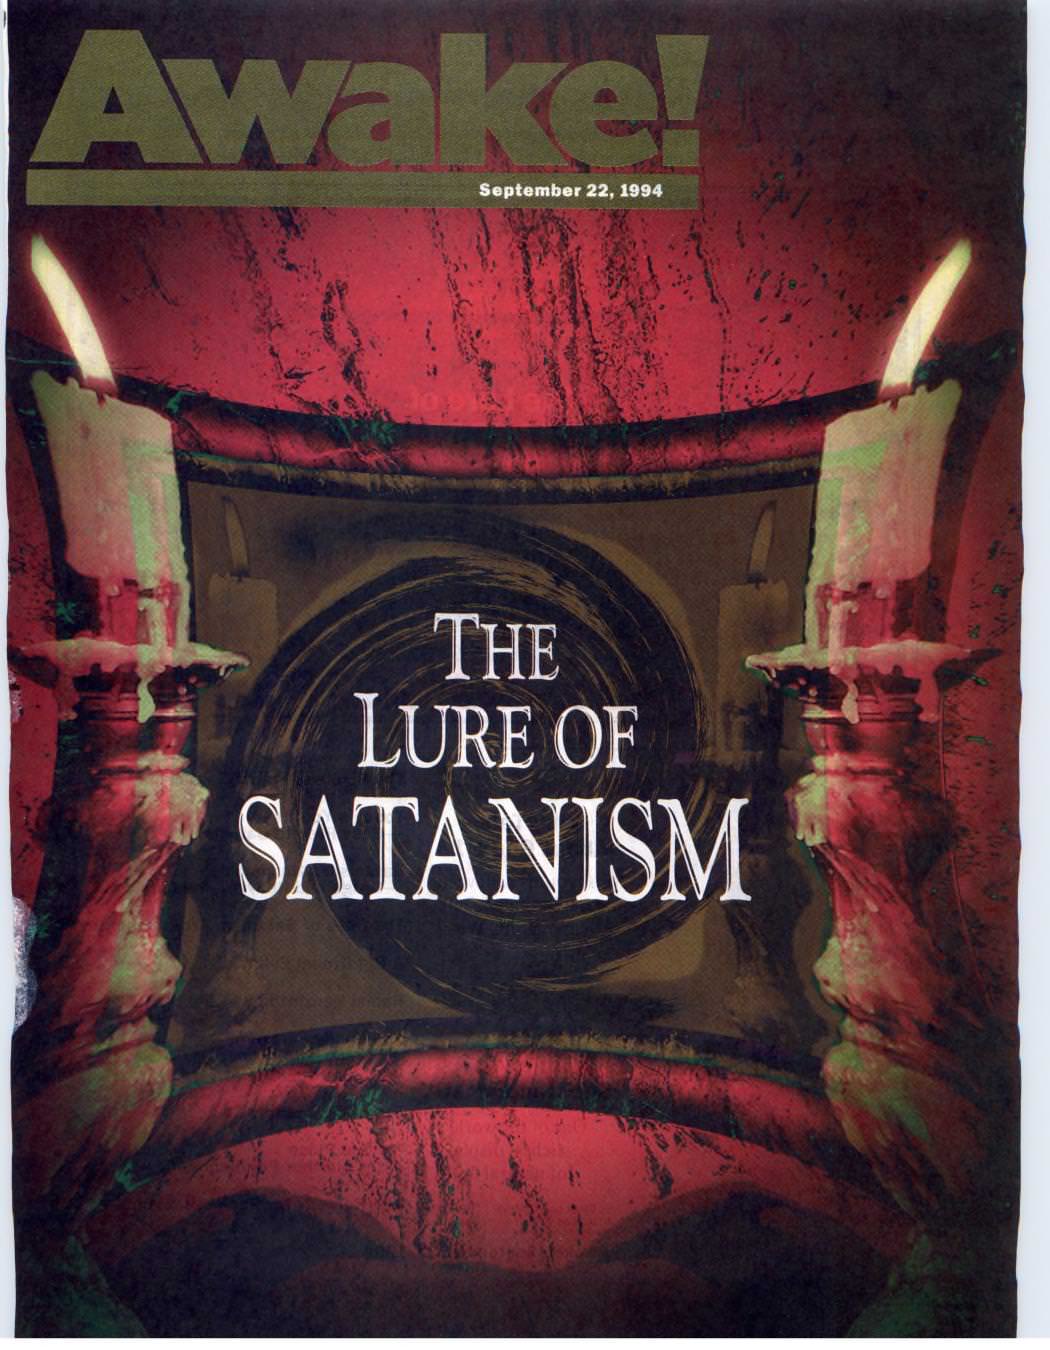 Awake!
September 22, 1994
THE
LURE OF
SATANISM